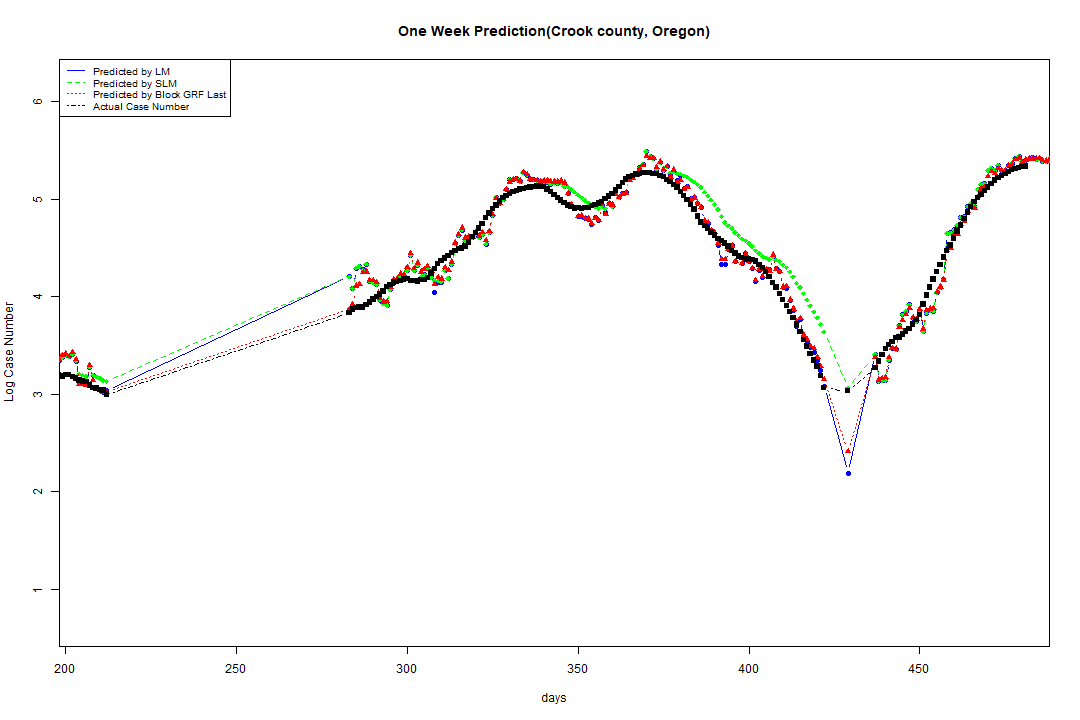 One Week Prediction(Crook county, Oregon)
Predicted by LM
Predicted by SLM
Predicted by Block GRF Last
Actual Case Number
Log Case Number
6
5
4
3
2
1
200 250 300 350 400 450
days